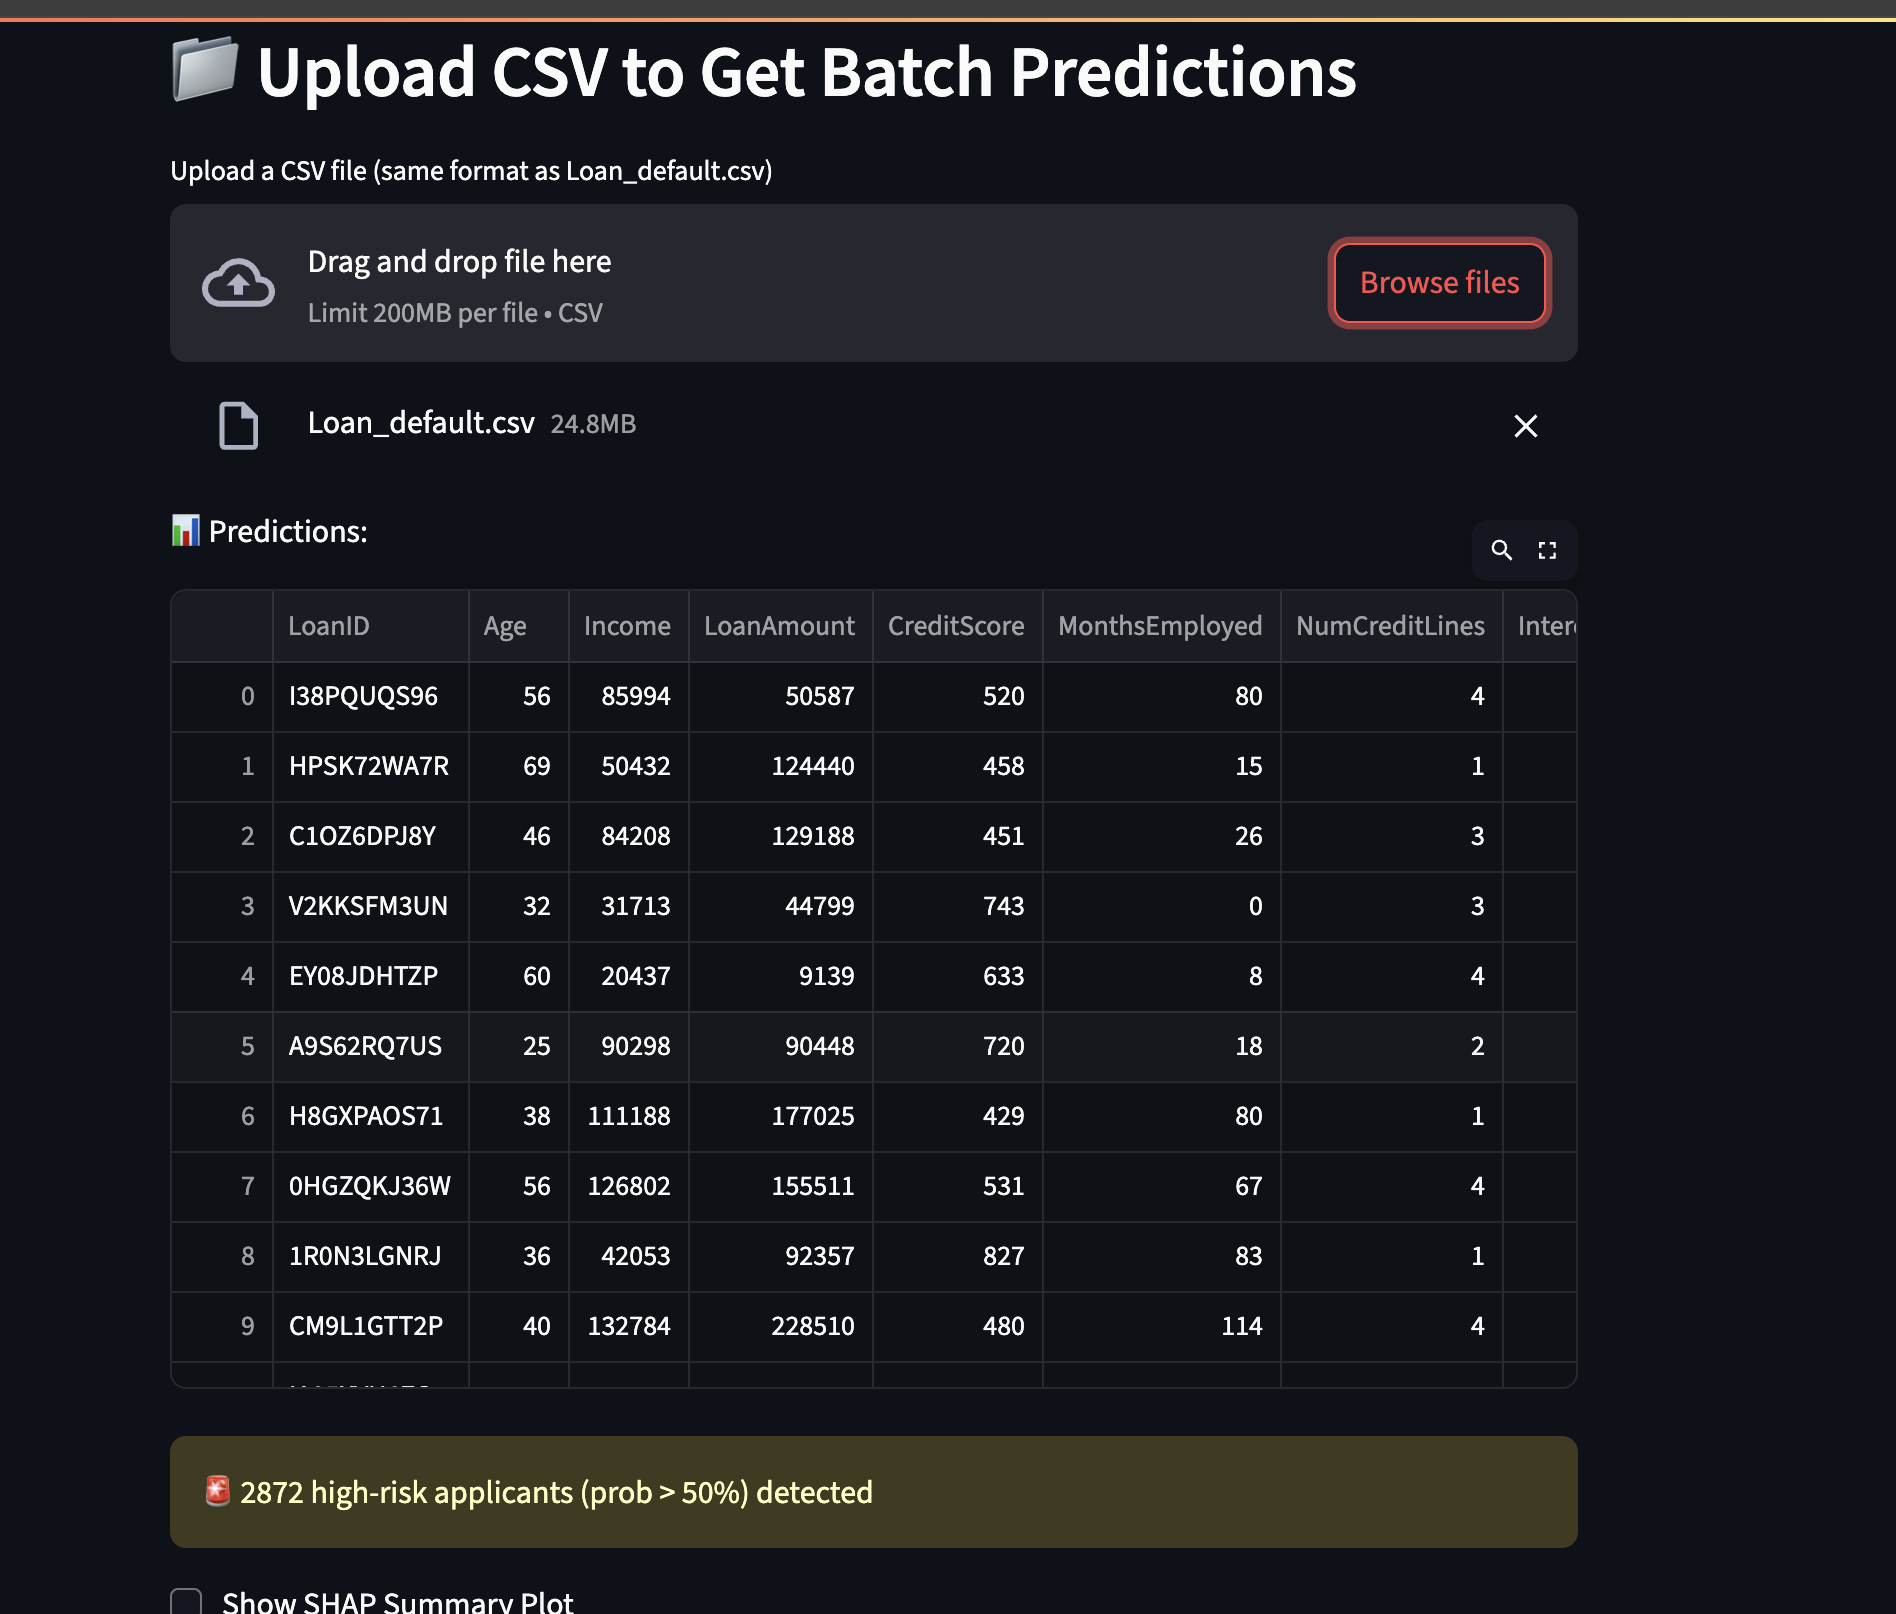 Upload CSV to Get Batch Predictions
Upload a CSV file (same format as Loan_default.csv)
Drag and drop file here
Limit 200MB per file • CSV
Browse files
Loan_default.csv 24.8MB
Predictions:
LoanID Age Income LoanAmount CreditScore MonthsEmployed NumCreditLines
0 I38PQUQS96 56 85994 50587 520 80 4
1 HPSK72WA7R 69 50432 124440 458 15 1
2 C1OZ6DPJ8Y 46 84208 129188 451 26 3
3 V2KKSFM3UN 32 31713 44799 743 0 3
4 EY08JDHTZP 60 20437 9139 633 8 4
5 A9S62RQ7US 25 90298 90448 720 18 2
6 H8GXPAOS71 38 111188 177025 429 80 1
7 0HGZQKJ36W 56 126802 155511 531 67 4
8 1R0N3LGNRJ 36 42053 92357 827 83 1
9 CM9L1GTT2P 40 132784 228510 480 114 4
2872 high-risk applicants (prob > 50%) detected
Show SHAP Summary Plot